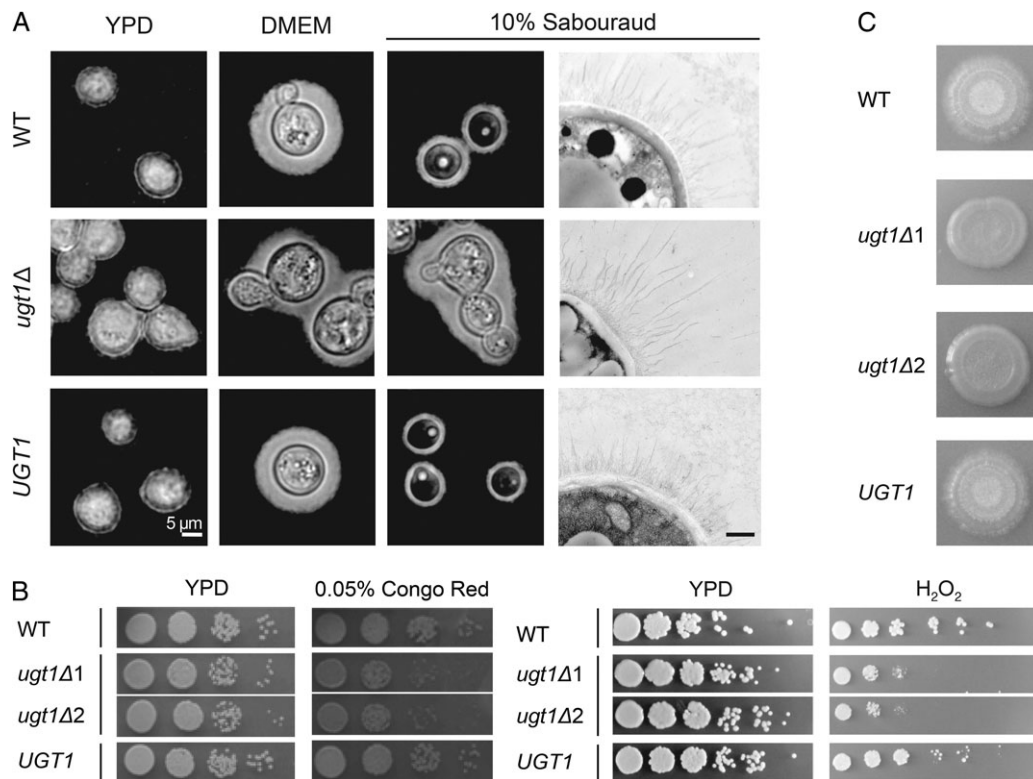 A
YPD DMEM 10% Sabouraud
WT
ugt1Δ
UGT1
5 μm
C
WT
ugt1Δ1
ugt1Δ2
UGT1
B
YPD 0.05% Congo Red
WT
ugt1Δ1
ugt1Δ2
UGT1
YPD H₂O₂
WT
ugt1Δ1
ugt1Δ2
UGT1